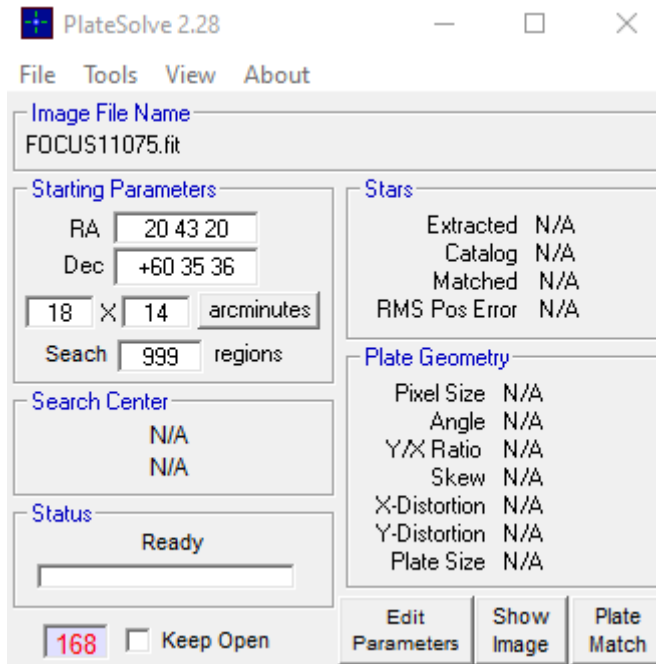 PlateSolve 2.28
File Tools View About
Image File Name
FOCUS11075.fit
Starting Parameters
RA 20 43 20
Dec +60 35 36
18 X 14 arcminutes
Seach 999 regions
Search Center
N/A
N/A
Status
Ready
168 Keep Open
Stars
Extracted N/A
Catalog N/A
Matched N/A
RMS Pos Error N/A
Plate Geometry
Pixel Size N/A
Angle N/A
Y/X Ratio N/A
Skew N/A
X-Distortion N/A
Y-Distortion N/A
Plate Size N/A
Edit Parameters
Show Image
Plate Match